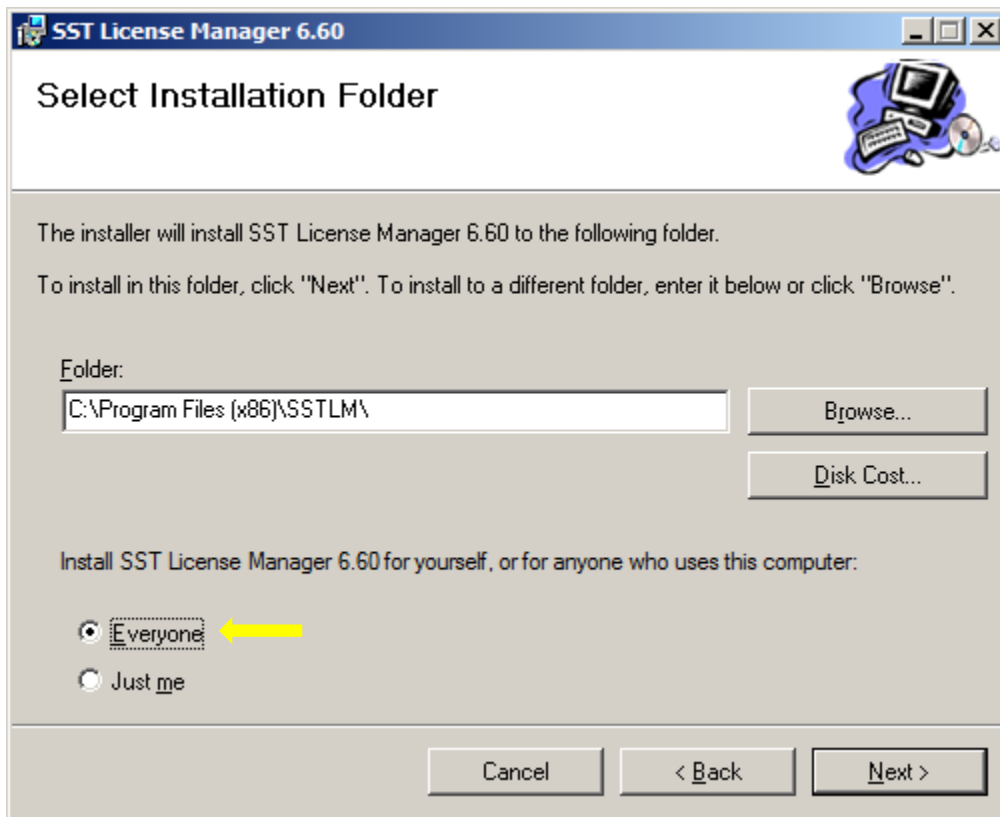 SST License Manager 6.60
Select Installation Folder
The installer will install SST License Manager 6.60 to the following folder.
To install in this folder, click "Next". To install to a different folder, enter it below or click "Browse".
Folder:
C:\Program Files (x86)\SSTLM\
Browse...
Disk Cost...
Install SST License Manager 6.60 for yourself, or for anyone who uses this computer:
Everyone
Just me
Cancel
< Back
Next >